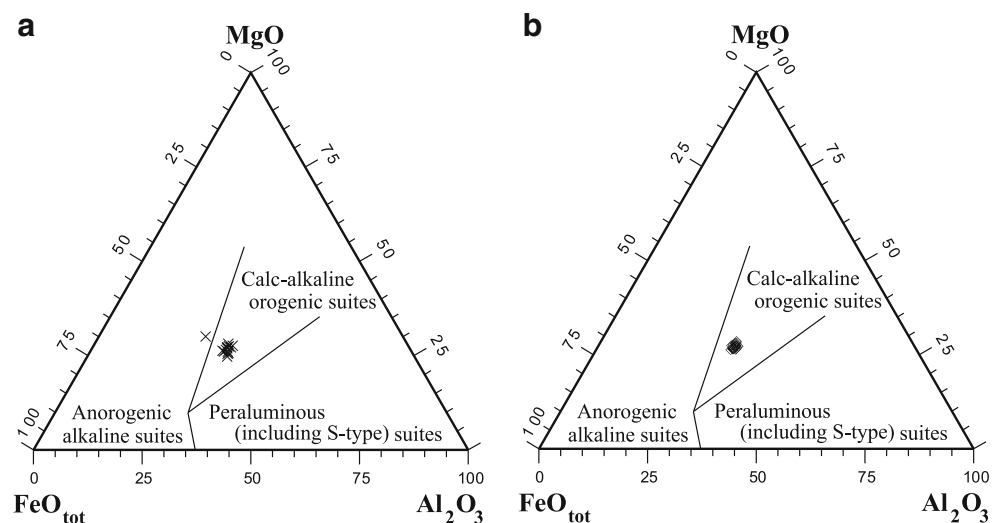 a
MgO
0
100
25
75
50
50
Calc-alkaline
orogenic suites
75
25
Anorogenic
alkaline suites
Peraluminous
(including S-type) suites
100
0
25
50
75
100
FeOtot
Al2O3
b
MgO
0
100
25
75
50
50
Calc-alkaline
orogenic suites
75
25
Anorogenic
alkaline suites
Peraluminous
(including S-type) suites
100
0
25
50
75
100
FeOtot
Al2O3